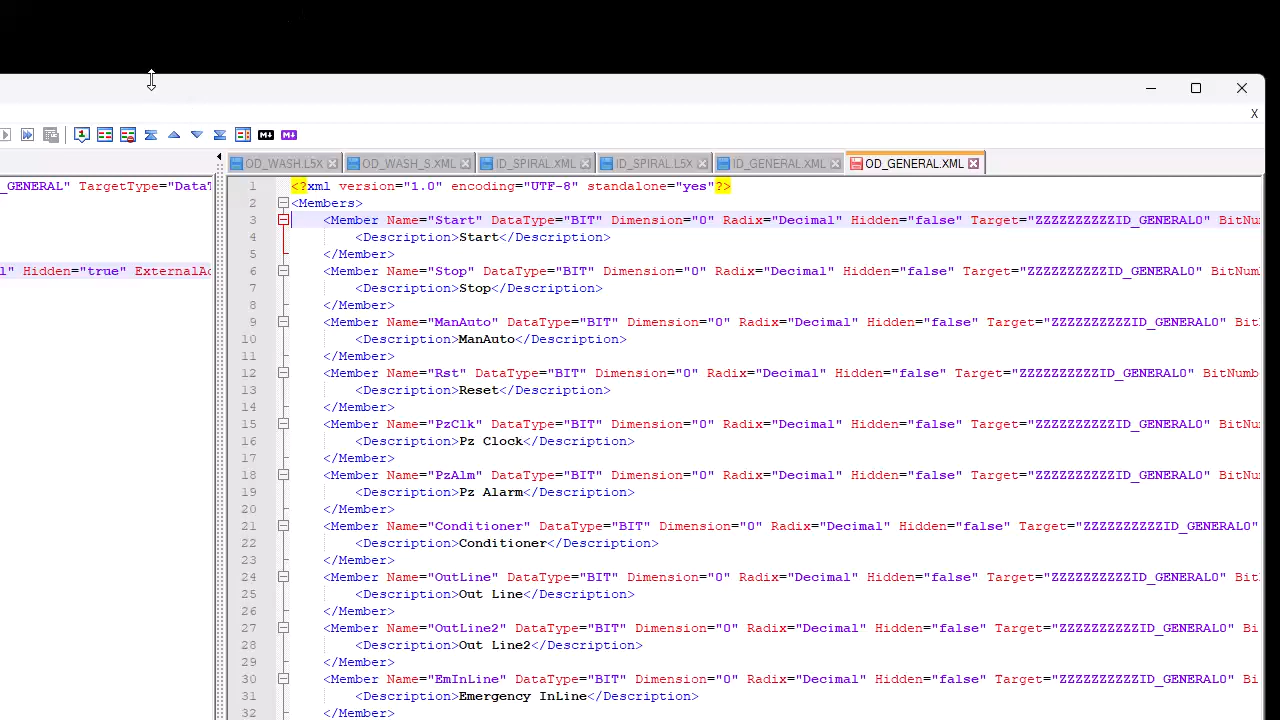 X
OD_WASH.L5X OD_WASH_S.XML ID_SPIRAL.XML ID_SPIRAL.L5X ID_GENERAL.XML OD_GENERAL.XML
_GENERAL" TargetType="DataT
l" Hidden="true" ExternalAc
1 <?xml version="1.0" encoding="UTF-8" standalone="yes"?>
2 <Members>
3 <Member Name="Start" DataType="BIT" Dimension="0" Radix="Decimal" Hidden="false" Target="ZZZZZZZZZZID_GENERAL0" BitNu
4 <Description>Start</Description>
5 </Member>
6 <Member Name="Stop" DataType="BIT" Dimension="0" Radix="Decimal" Hidden="false" Target="ZZZZZZZZZZID_GENERAL0" BitNum
7 <Description>Stop</Description>
8 </Member>
9 <Member Name="ManAuto" DataType="BIT" Dimension="0" Radix="Decimal" Hidden="false" Target="ZZZZZZZZZZID_GENERAL0" Bit
10 <Description>ManAuto</Description>
11 </Member>
12 <Member Name="Rst" DataType="BIT" Dimension="0" Radix="Decimal" Hidden="false" Target="ZZZZZZZZZZID_GENERAL0" BitNumb
13 <Description>Reset</Description>
14 </Member>
15 <Member Name="PzClk" DataType="BIT" Dimension="0" Radix="Decimal" Hidden="false" Target="ZZZZZZZZZZID_GENERAL0" BitNu
16 <Description>Pz Clock</Description>
17 </Member>
18 <Member Name="PzAlm" DataType="BIT" Dimension="0" Radix="Decimal" Hidden="false" Target="ZZZZZZZZZZID_GENERAL0" BitNu
19 <Description>Pz Alarm</Description>
20 </Member>
21 <Member Name="Conditioner" DataType="BIT" Dimension="0" Radix="Decimal" Hidden="false" Target="ZZZZZZZZZZID_GENERAL0"
22 <Description>Conditioner</Description>
23 </Member>
24 <Member Name="OutLine" DataType="BIT" Dimension="0" Radix="Decimal" Hidden="false" Target="ZZZZZZZZZZID_GENERAL0" Bit
25 <Description>Out Line</Description>
26 </Member>
27 <Member Name="OutLine2" DataType="BIT" Dimension="0" Radix="Decimal" Hidden="false" Target="ZZZZZZZZZZID_GENERAL0" Bi
28 <Description>Out Line2</Description>
29 </Member>
30 <Member Name="EmInLine" DataType="BIT" Dimension="0" Radix="Decimal" Hidden="false" Target="ZZZZZZZZZZID_GENERAL0" Bi
31 <Description>Emergency InLine</Description>
32 </Member>